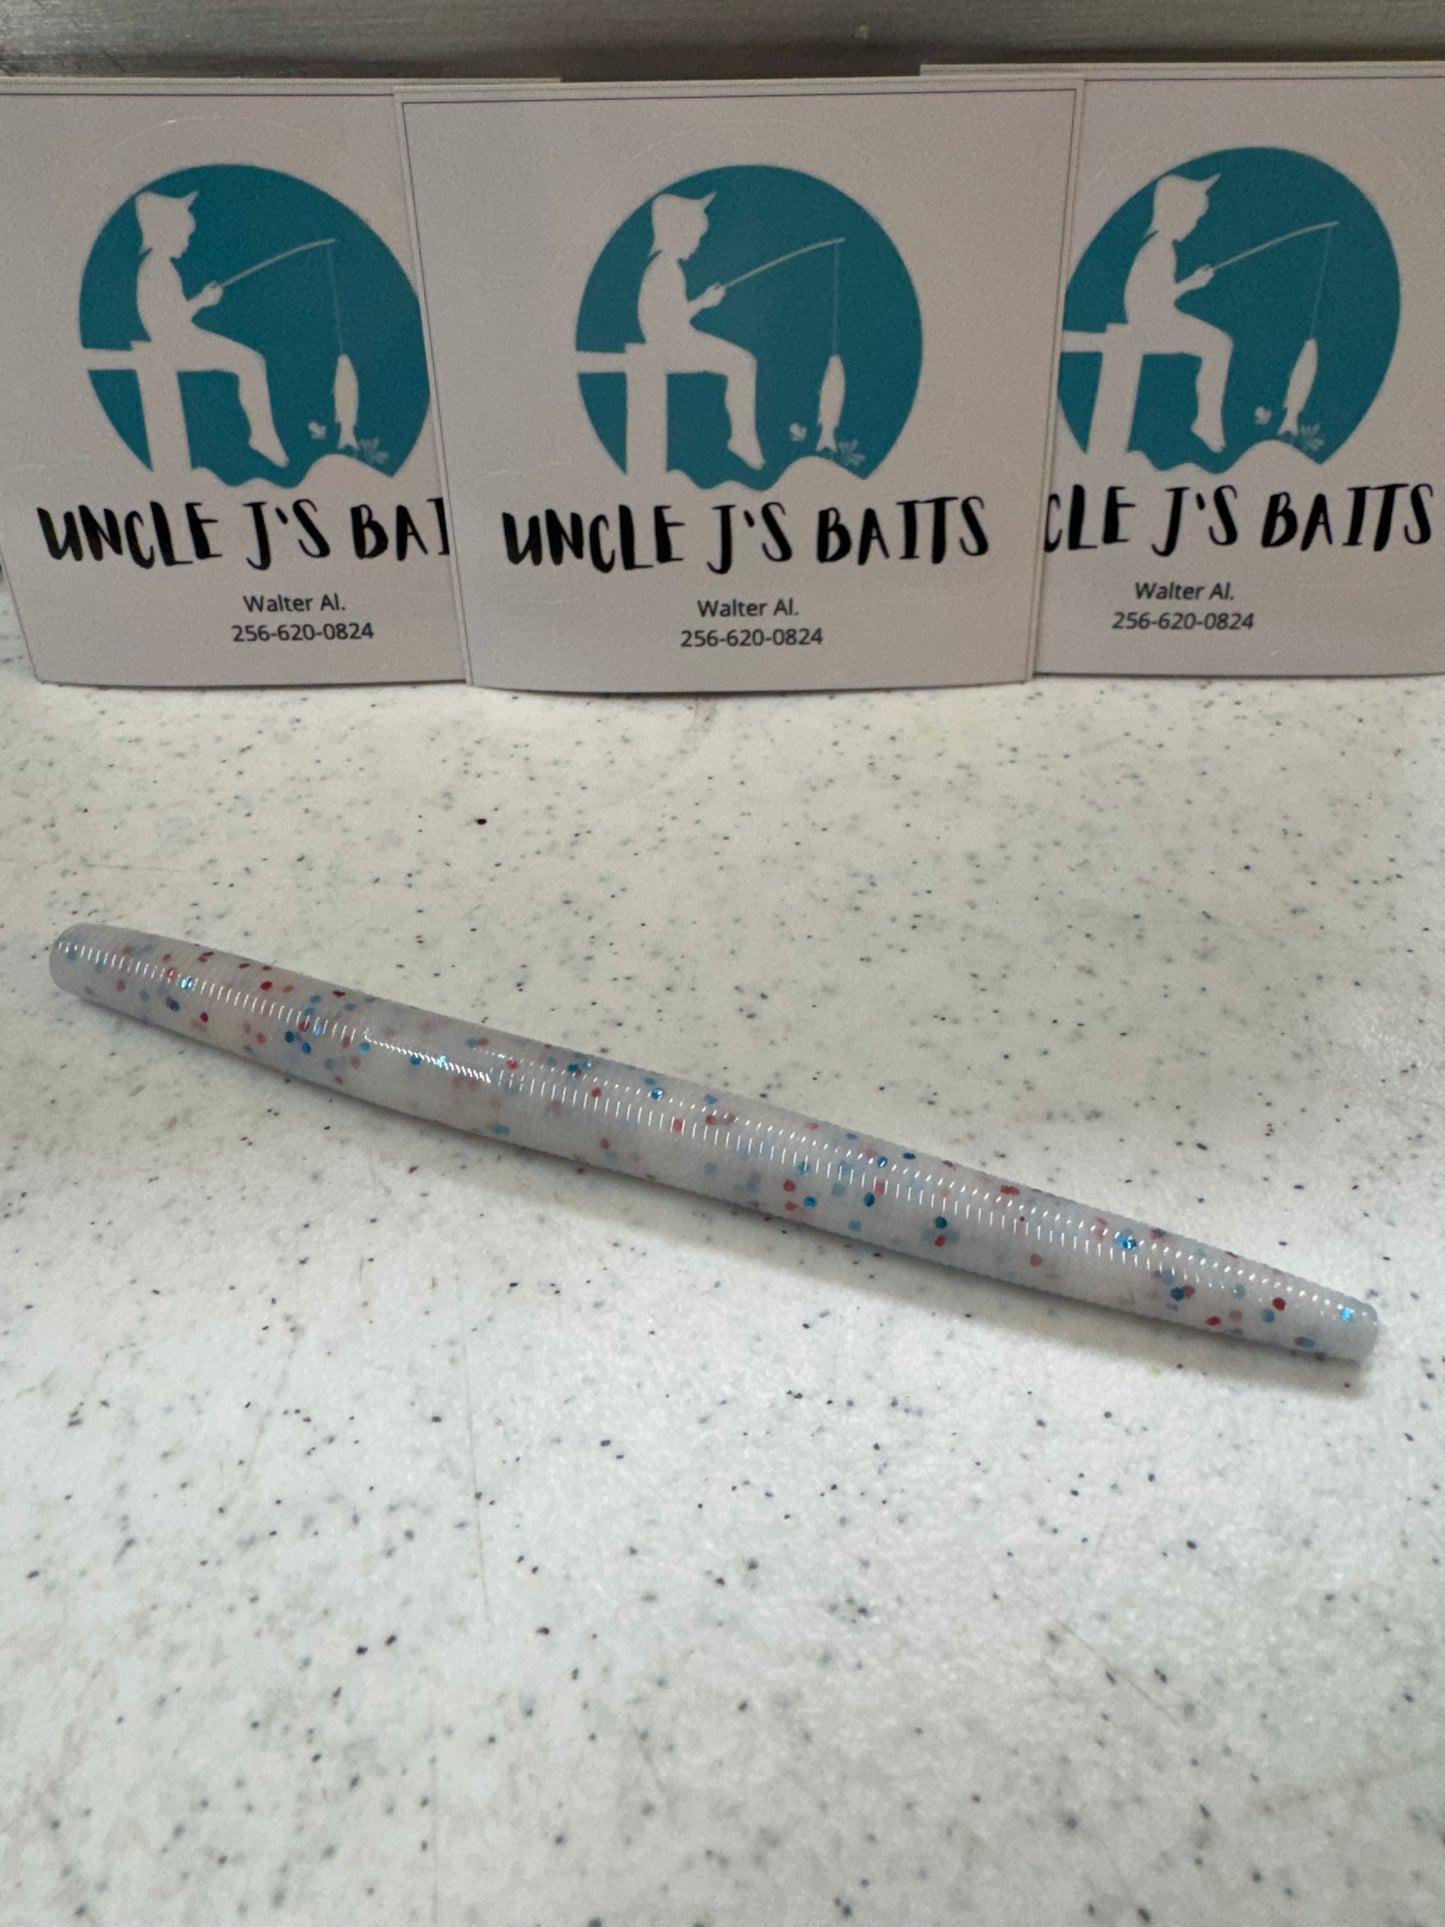 UNCLE J'S BAI
Walter Al.
256-620-0824
UNCLE J'S BAITS
Walter Al.
256-620-0824
CLE J'S BAITS
Walter Al.
256-620-0824